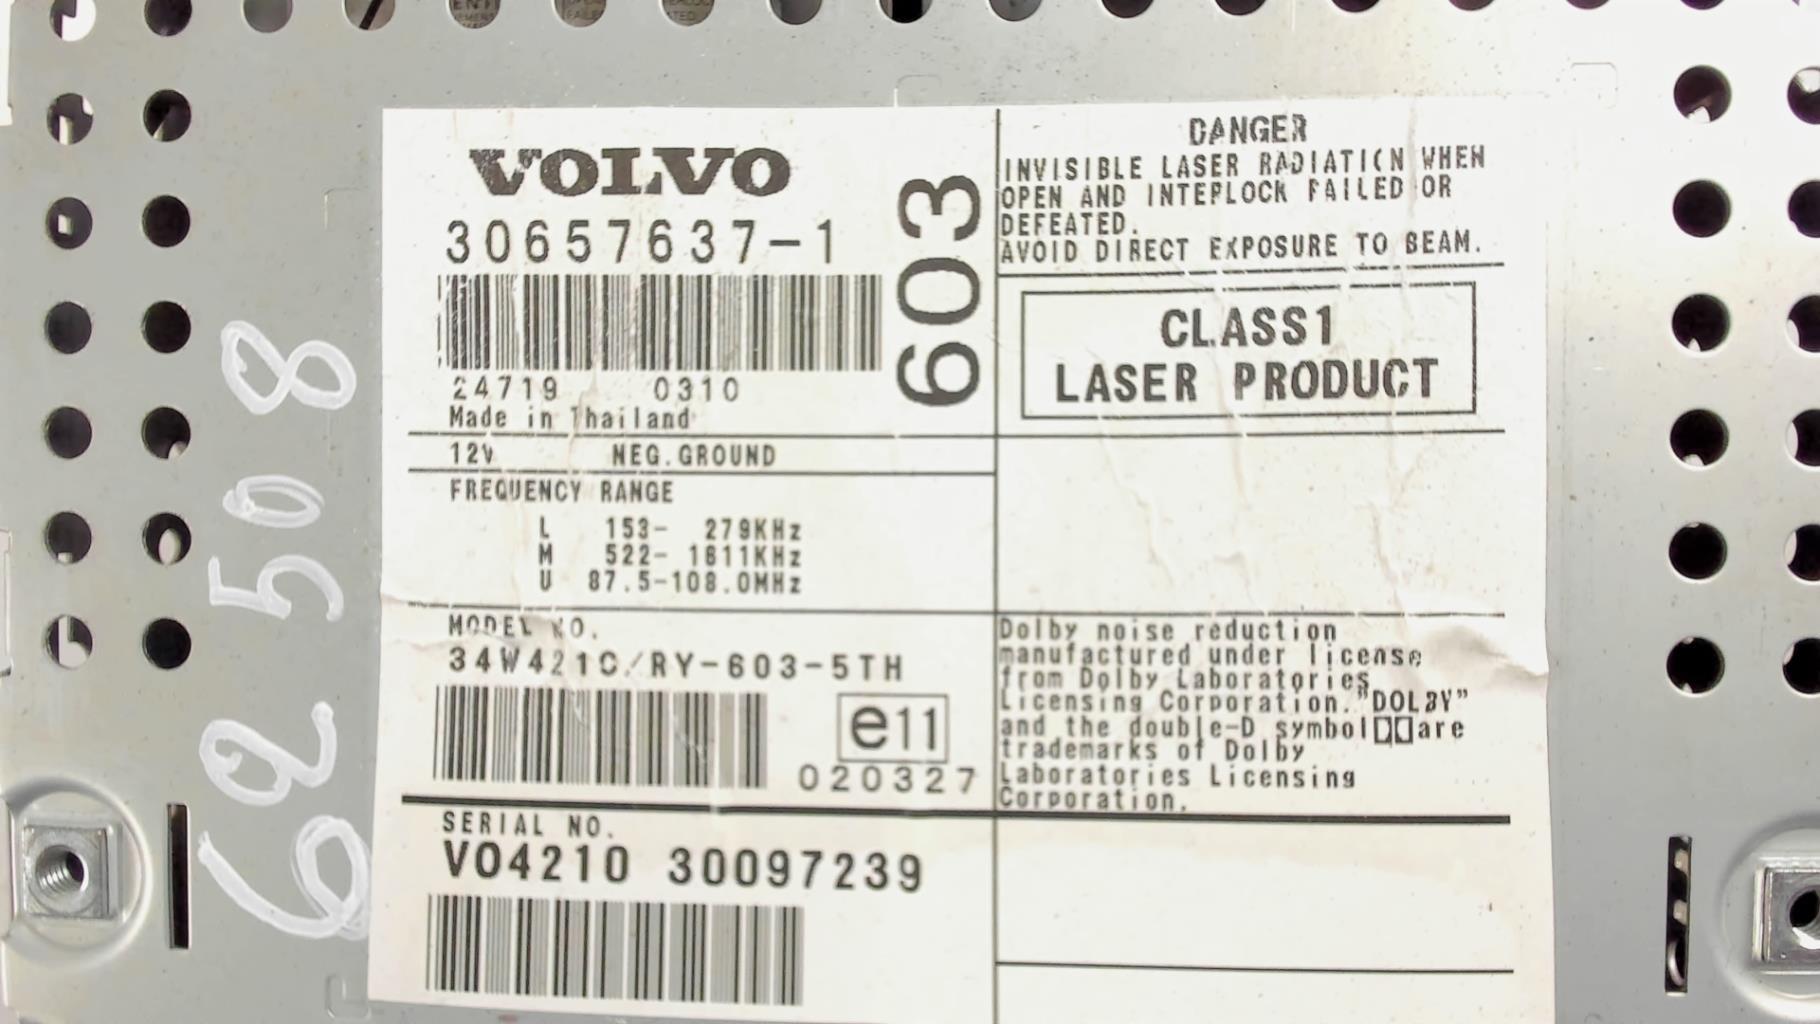 VOLVO
30657637-1
603
24719 0310
Made in Thailand
12V NEG.GROUND
FREQUENCY RANGE
L 153- 279KHz
M 522- 1611KHz
U 87.5-108.0MHz
MODEL NO.
34W421C/RY-603-5TH
e11
020327
SERIAL NO.
VO4210 30097239
DANGER
INVISIBLE LASER RADIATION WHEN
OPEN AND INTERLOCK FAILED OR
DEFEATED.
AVOID DIRECT EXPOSURE TO BEAM.
CLASS1
LASER PRODUCT
Dolby noise reduction
manufactured under license
from Dolby Laboratories
Licensing Corporation."DOLBY"
and the double-D symbol are
trademarks of Dolby
Laboratories Licensing
Corporation.
62508